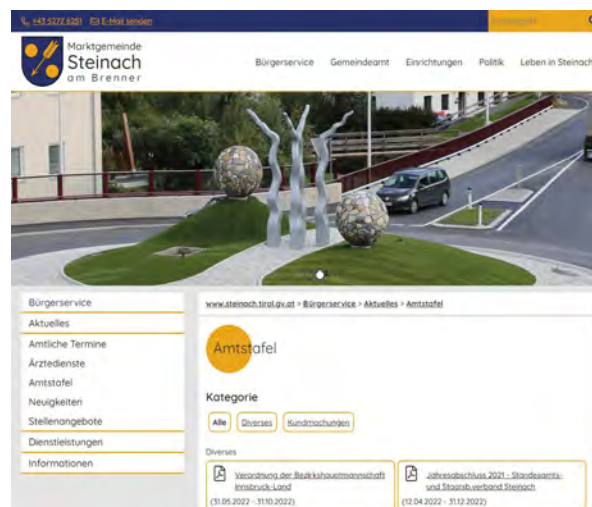 +43 5272 6251 E-Mail senden
Marktgemeinde
Steinach
am Brenner
Bürgerservice Gemeindeamt Einrichtungen Politik Leben in Steinach
Bürgerservice
Aktuelles
Amtliche Termine
Ärztedienste
Amtstafel
Neuigkeiten
Stellenangebote
Dienstleistungen
Informationen
www.steinach.tirol.gv.at > Bürgerservice > Aktuelles > Amtstafel
Amtstafel
Kategorie
Alle Diverses Kundmachungen
Diverses
Verordnung der Bezirkshauptmannschaft
Innsbruck-Land
(31.05.2022 - 31.10.2022)
Jahresabschluss 2021 - Standesamts-
und Staatsb.verband Steinach
(12.04.2022 - 31.12.2022)